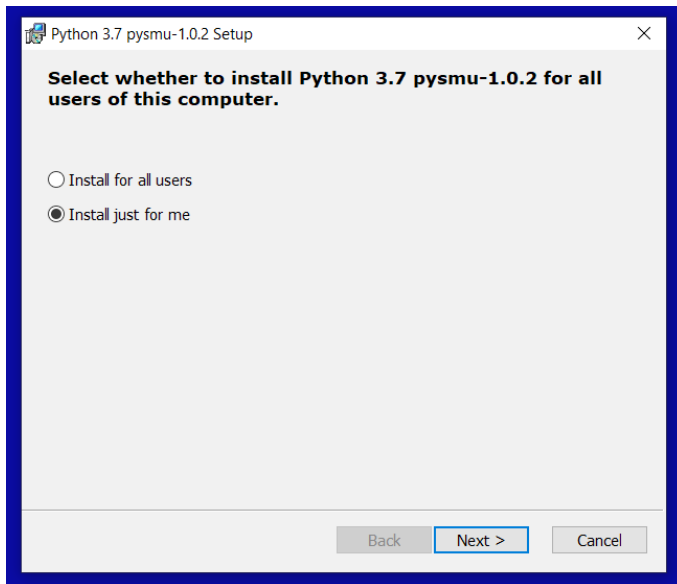 Python 3.7 pysmu-1.0.2 Setup
Select whether to install Python 3.7 pysmu-1.0.2 for all
users of this computer.
Install for all users
Install just for me
Back
Next >
Cancel